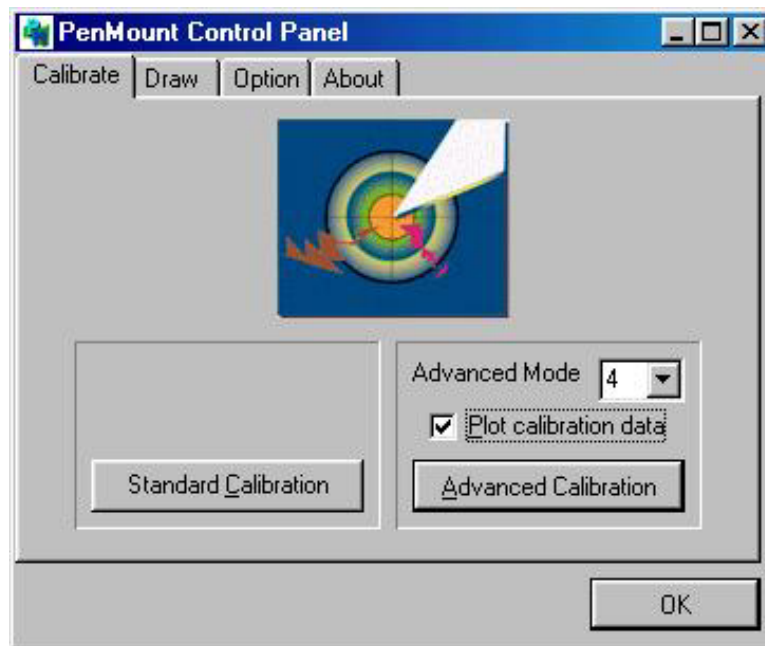 PenMount Control Panel
Calibrate Draw Option About
Advanced Mode 4
Plot calibration data
Standard Calibration Advanced Calibration
OK